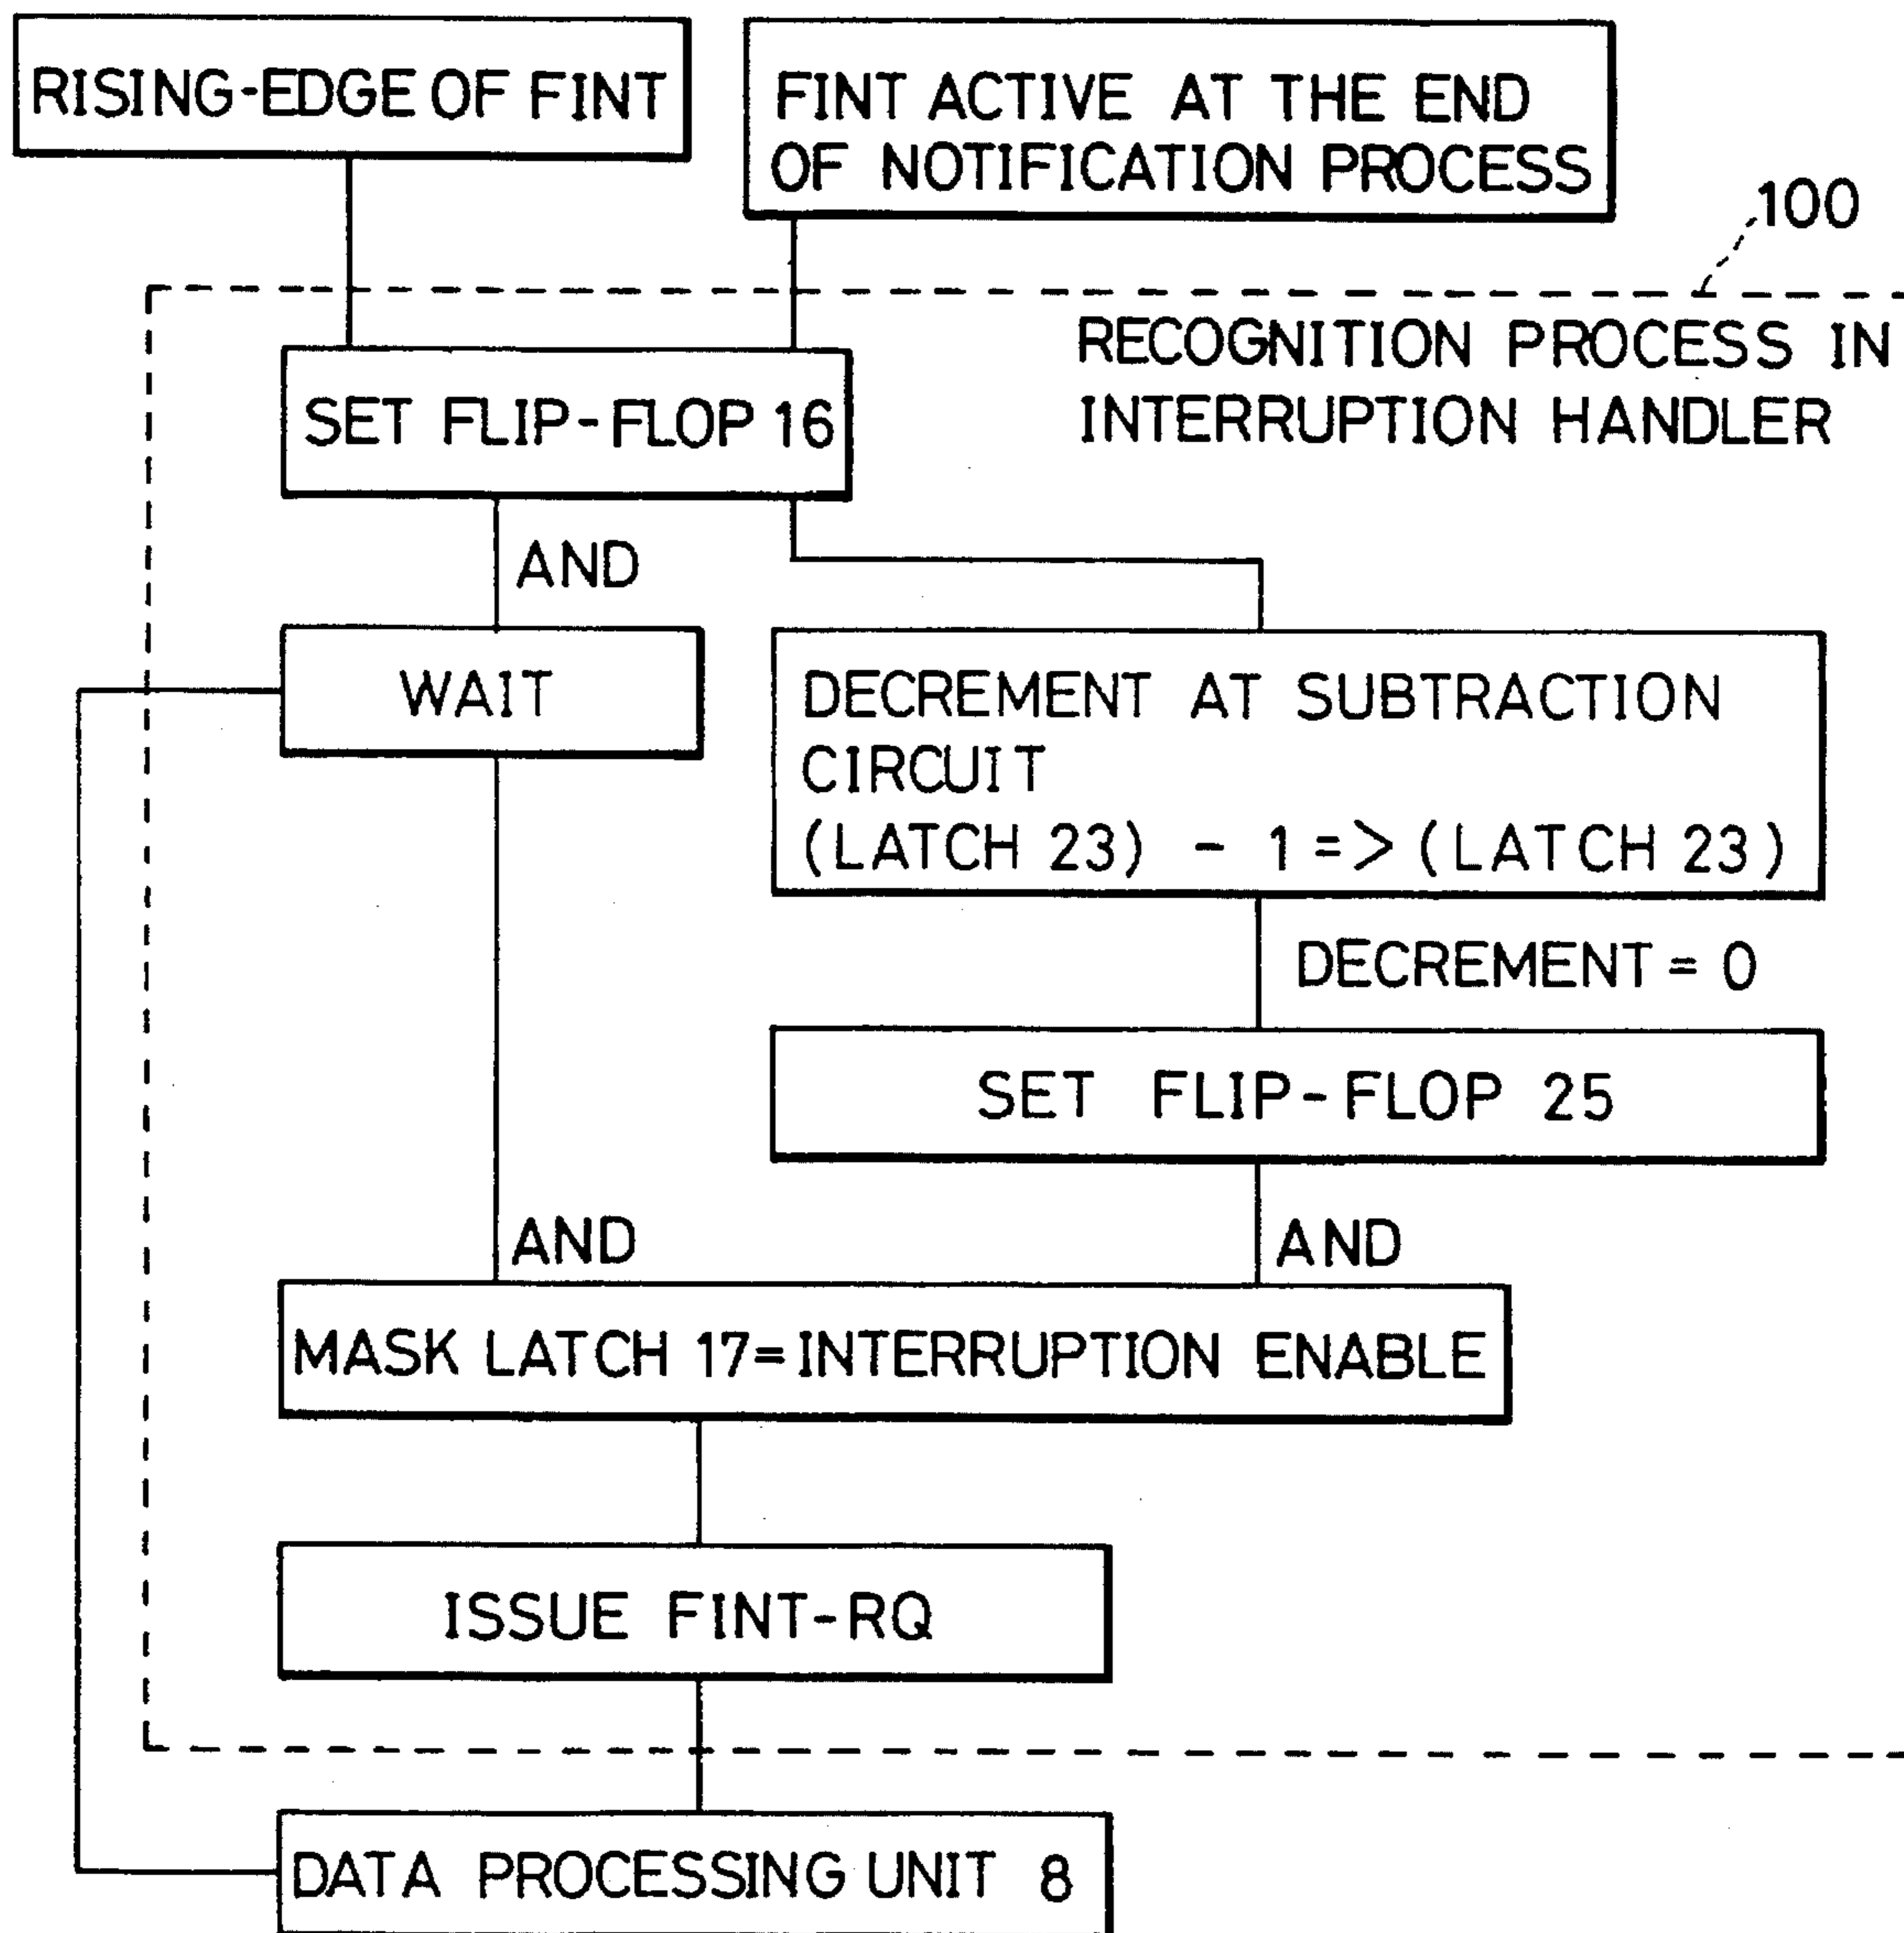 RISING-EDGE OF FINT
FINT ACTIVE AT THE END
OF NOTIFICATION PROCESS
100
RECOGNITION PROCESS IN
INTERRUPTION HANDLER
SET FLIP-FLOP 16
AND
WAIT
DECREMENT AT SUBTRACTION
CIRCUIT
(LATCH 23) - 1 => (LATCH 23)
DECREMENT = 0
SET FLIP-FLOP 25
AND
AND
MASK LATCH 17=INTERRUPTION ENABLE
ISSUE FINT-RQ
DATA PROCESSING UNIT 8